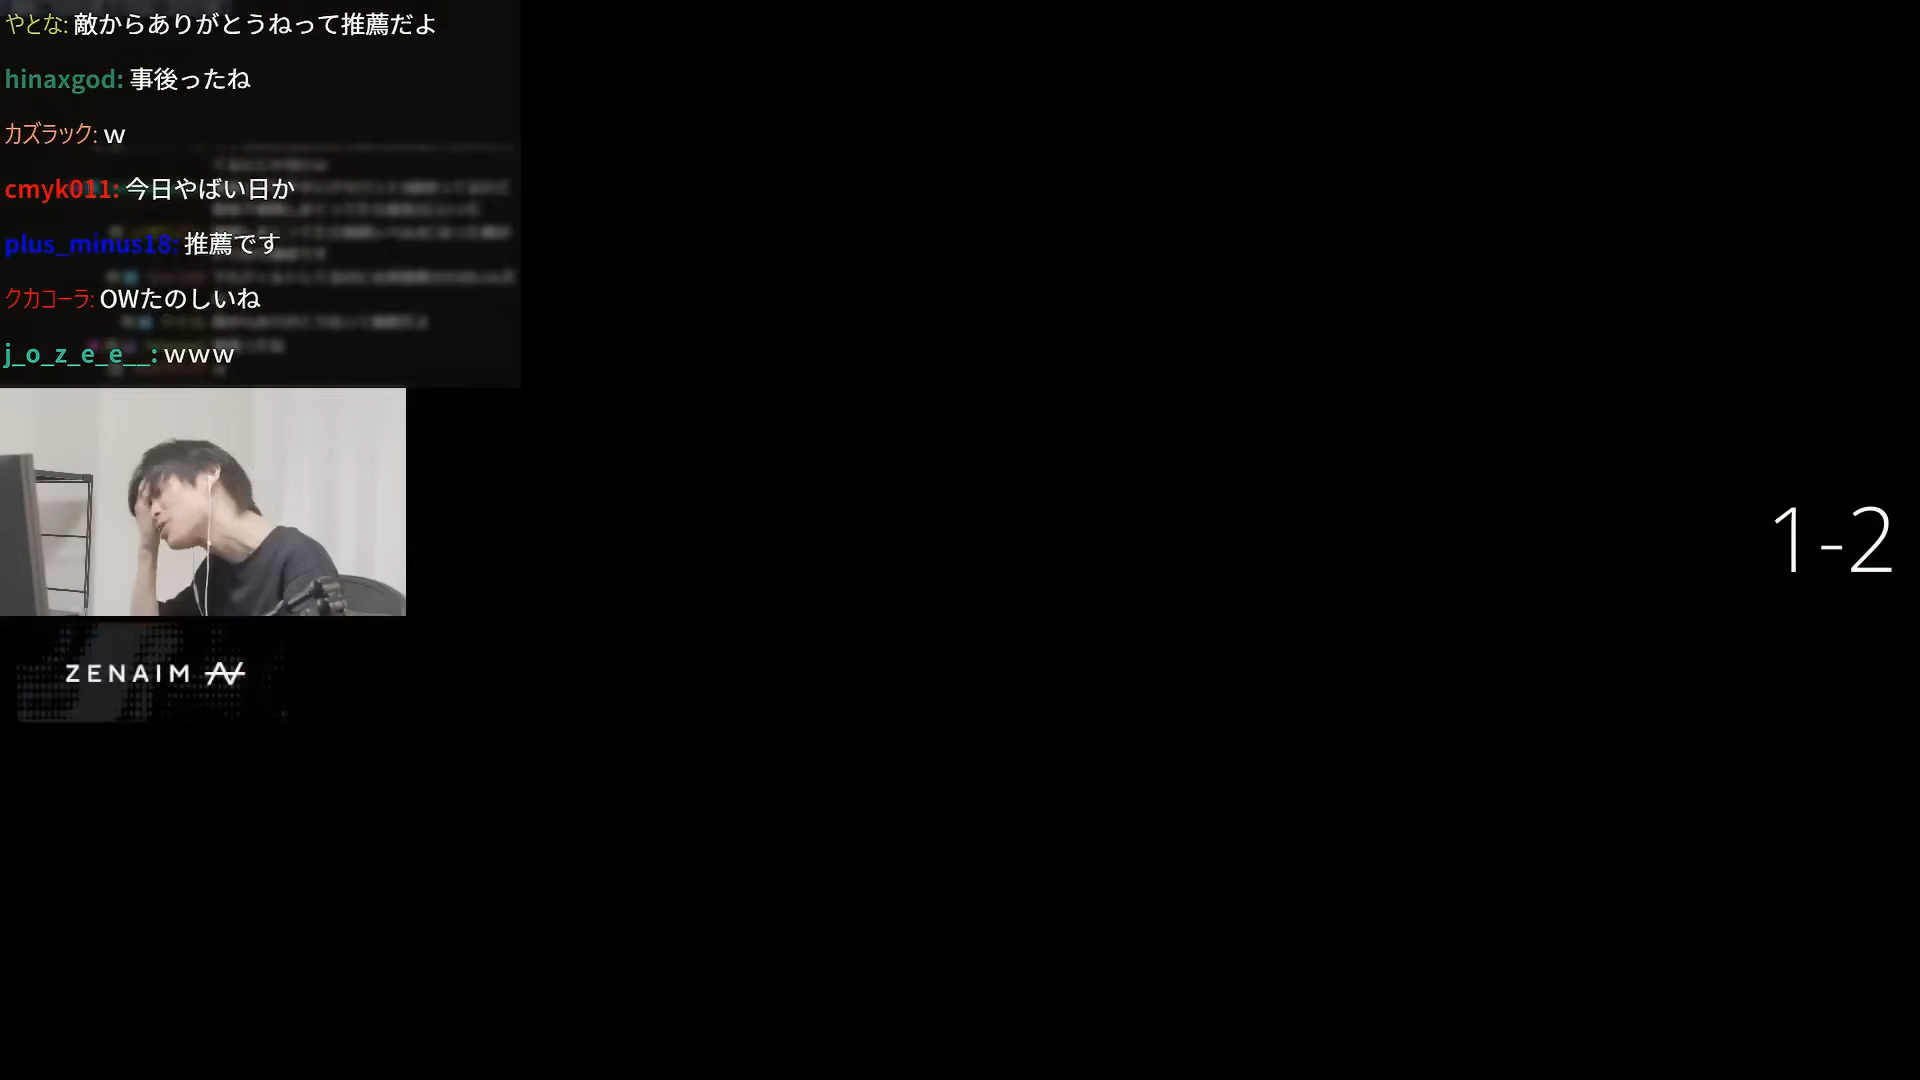 やとな: 敵からありがとうねって推薦だよ
hinaxgod: 事後ったね
カズラック: w
cmyk011: 今日やばい日か
plus_minus18: 推薦です
クカコーラ: OWたのしいね
j_o_z_e_e__: www
1-2
ZENAIM